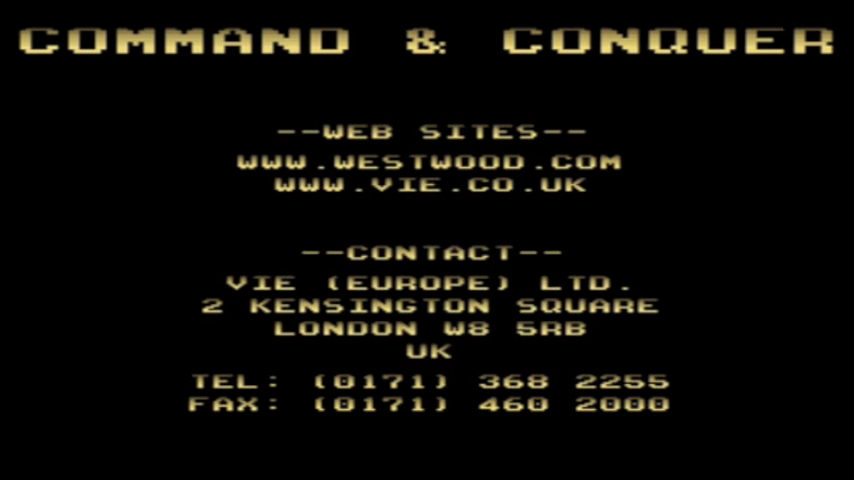 COMMAND & CONQUER
--WEB SITES--
WWW.WESTWOOD.COM
WWW.VIE.CO.UK
--CONTACT--
VIE (EUROPE) LTD.
2 KENSINGTON SQUARE
LONDON W8 5RB
UK
TEL: (0171) 368 2255
FAX: (0171) 460 2000